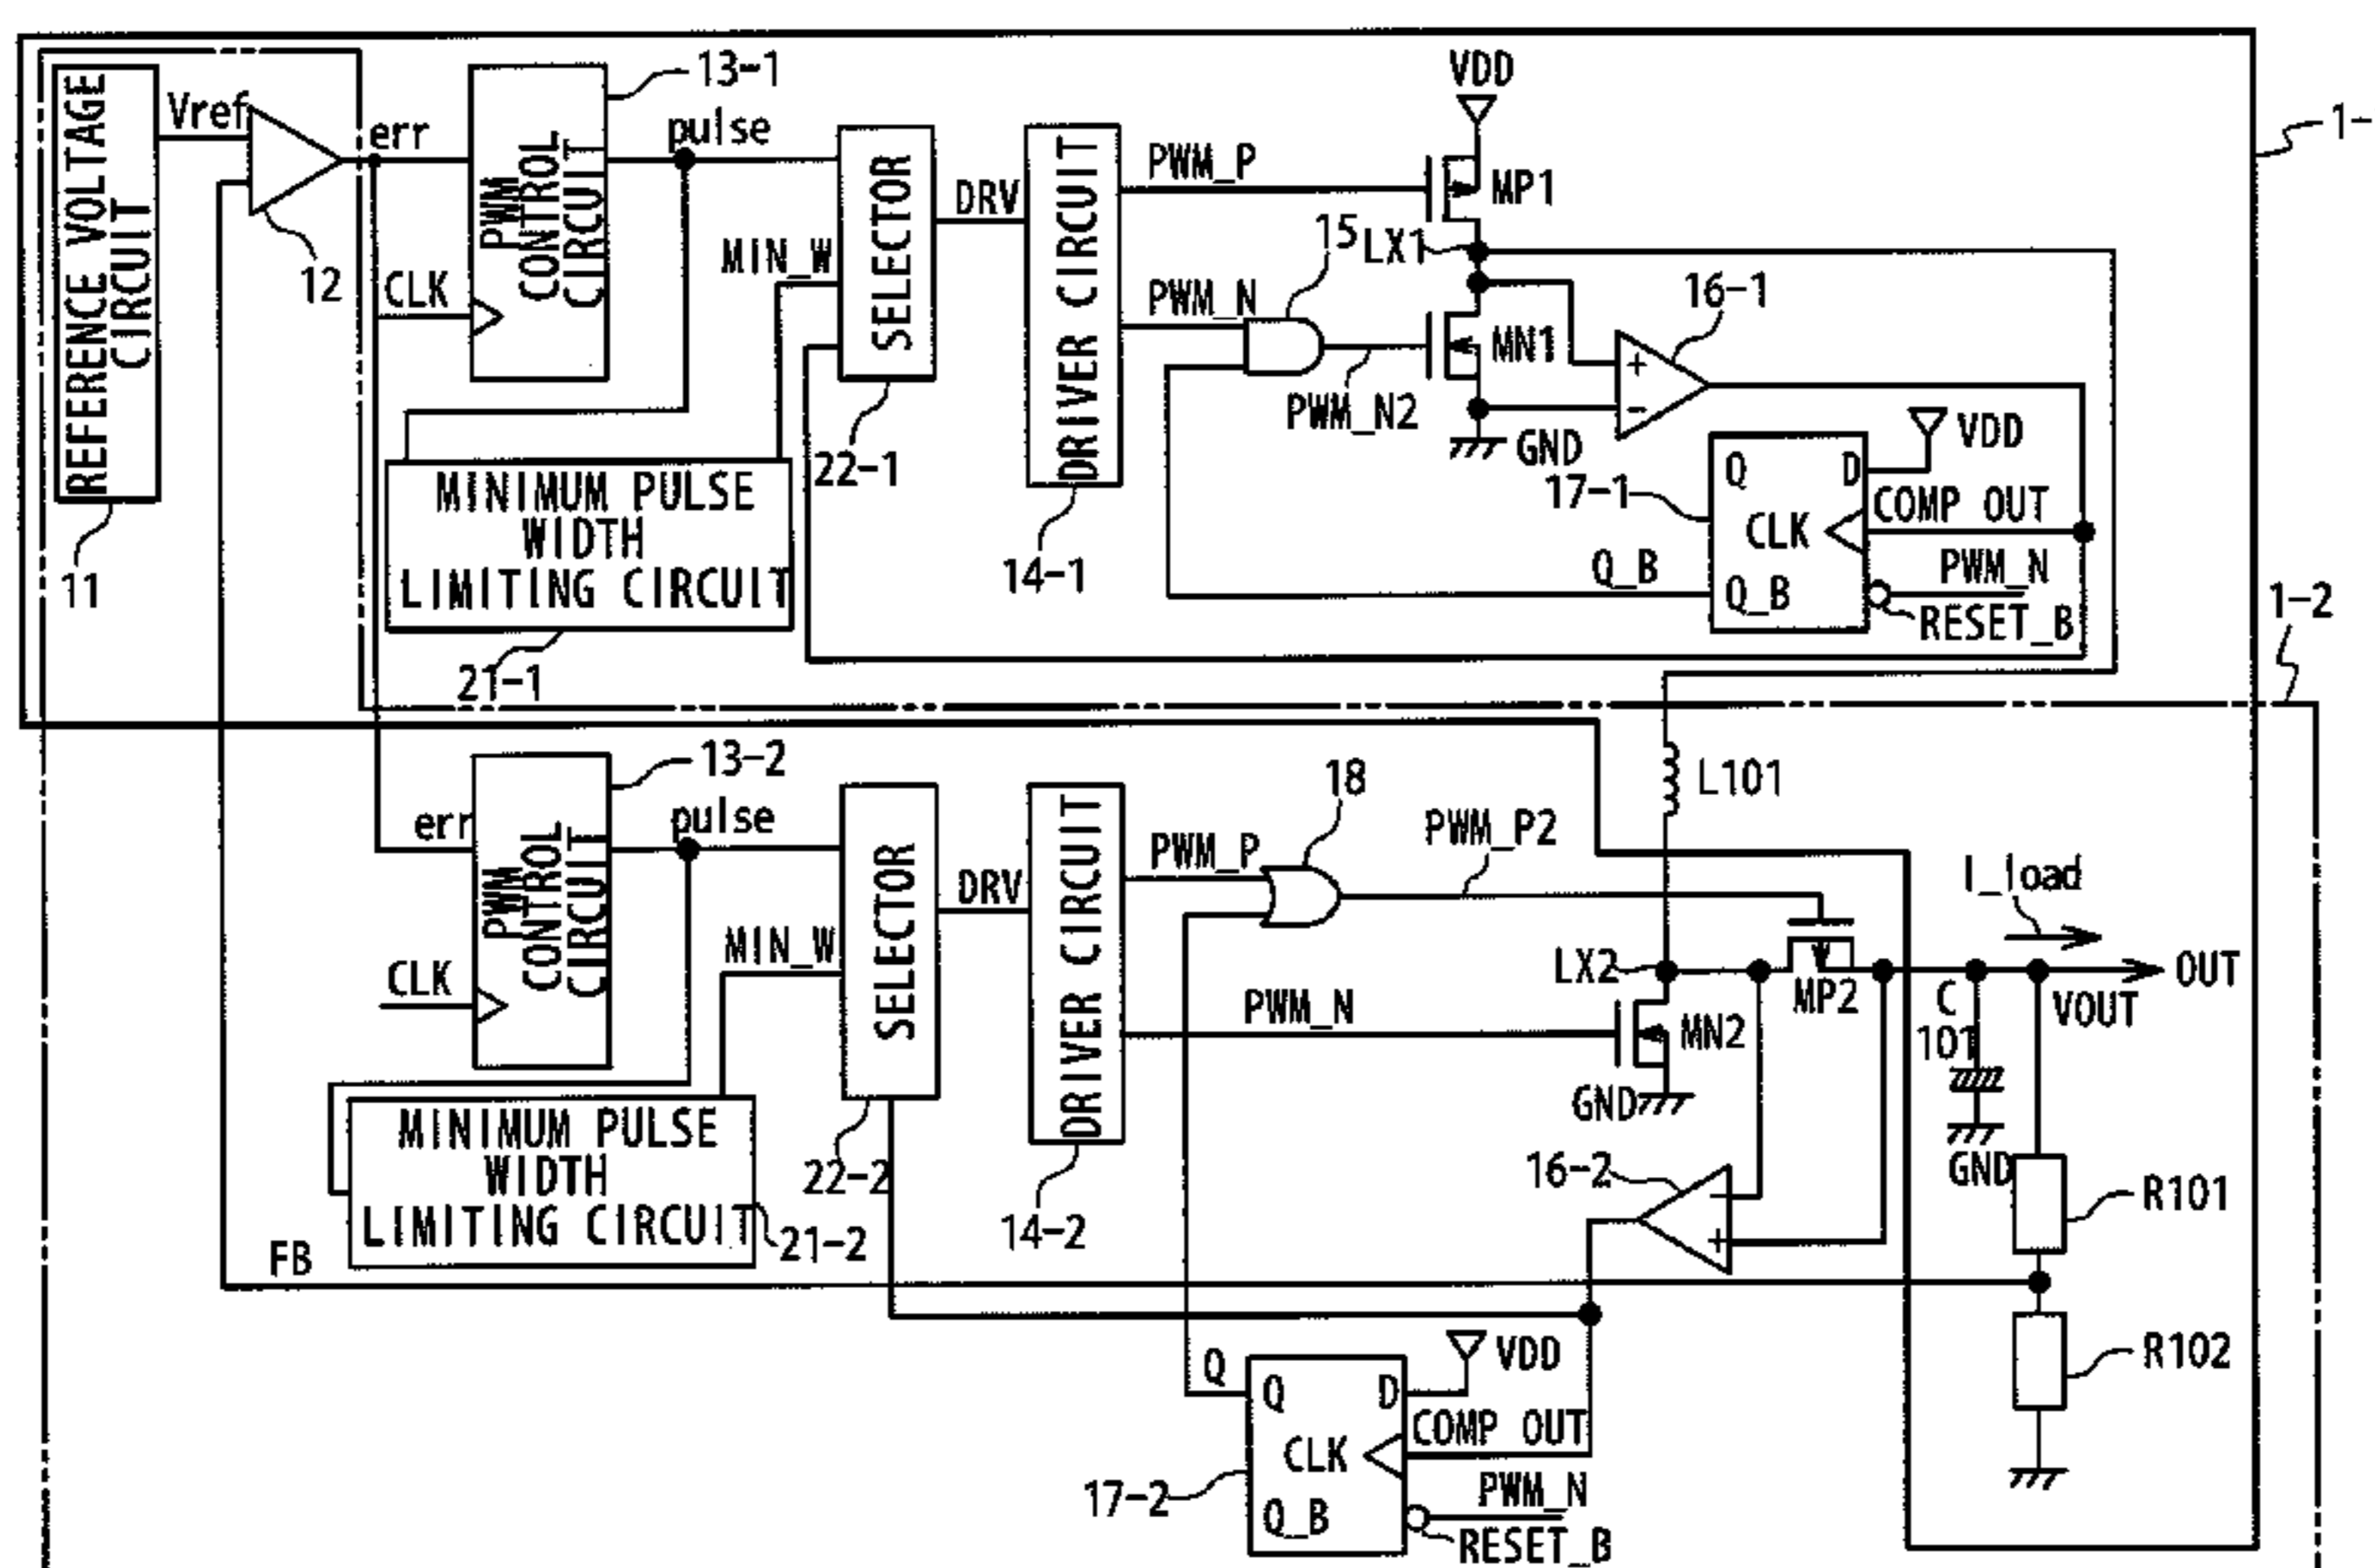 REFERENCE VOLTAGE
CIRCUIT
11
Vref
12
err
CLK
PWM
CONTROL
CIRCUIT
13-1
pulse
MIN_W
MINIMUM PULSE
WIDTH
LIMITING CIRCUIT
21-1
SELECTOR
22-1
DRV
DRIVER CIRCUIT
14-1
PWM_P
PWM_N
15
LX1
VDD
MP1
MN1
PWM_N2
GND
16-1
+
-
VDD
17-1
Q
D
CLK
COMP OUT
Q_B
Q_B
PWM_N
RESET_B
1-
1-2
err
CLK
PWM
CONTROL
CIRCUIT
13-2
pulse
MIN_W
MINIMUM PULSE
WIDTH
LIMITING CIRCUIT
21-2
FB
SELECTOR
22-2
DRV
DRIVER CIRCUIT
14-2
PWM_P
18
PWM_P2
PWM_N
L101
LX2
MN2
GND
MP2
I_load
OUT
VOUT
C
101
GND
R101
R102
16-2
-
+
VDD
Q
Q
D
CLK
COMP OUT
17-2
Q_B
PWM_N
RESET_B